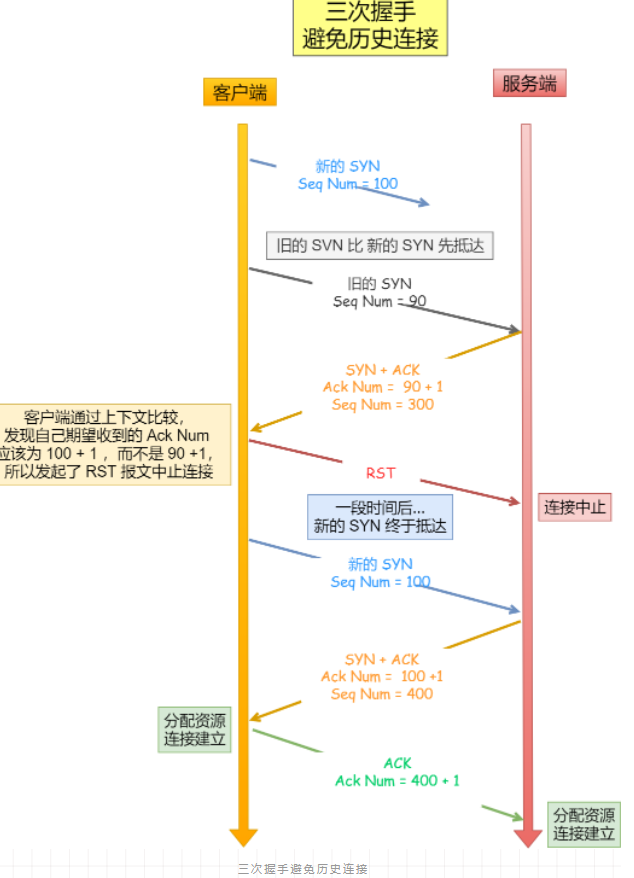 三次握手
避免历史连接
客户端
服务端
新的 SYN
Seq Num = 100
旧的 SVN 比 新的 SYN 先抵达
旧的 SYN
Seq Num = 90
SYN + ACK
Ack Num = 90 + 1
Seq Num = 300
客户端通过上下文比较，
发现自己期望收到的 Ack Num
应该为 100 + 1 ，而不是 90 +1，
所以发起了 RST 报文中止连接
RST
连接中止
一段时间后...
新的 SYN 终于抵达
新的 SYN
Seq Num = 100
SYN + ACK
Ack Num = 100 +1
Seq Num = 400
分配资源
连接建立
ACK
Ack Num = 400 + 1
分配资源
连接建立
三次握手避免历史连接